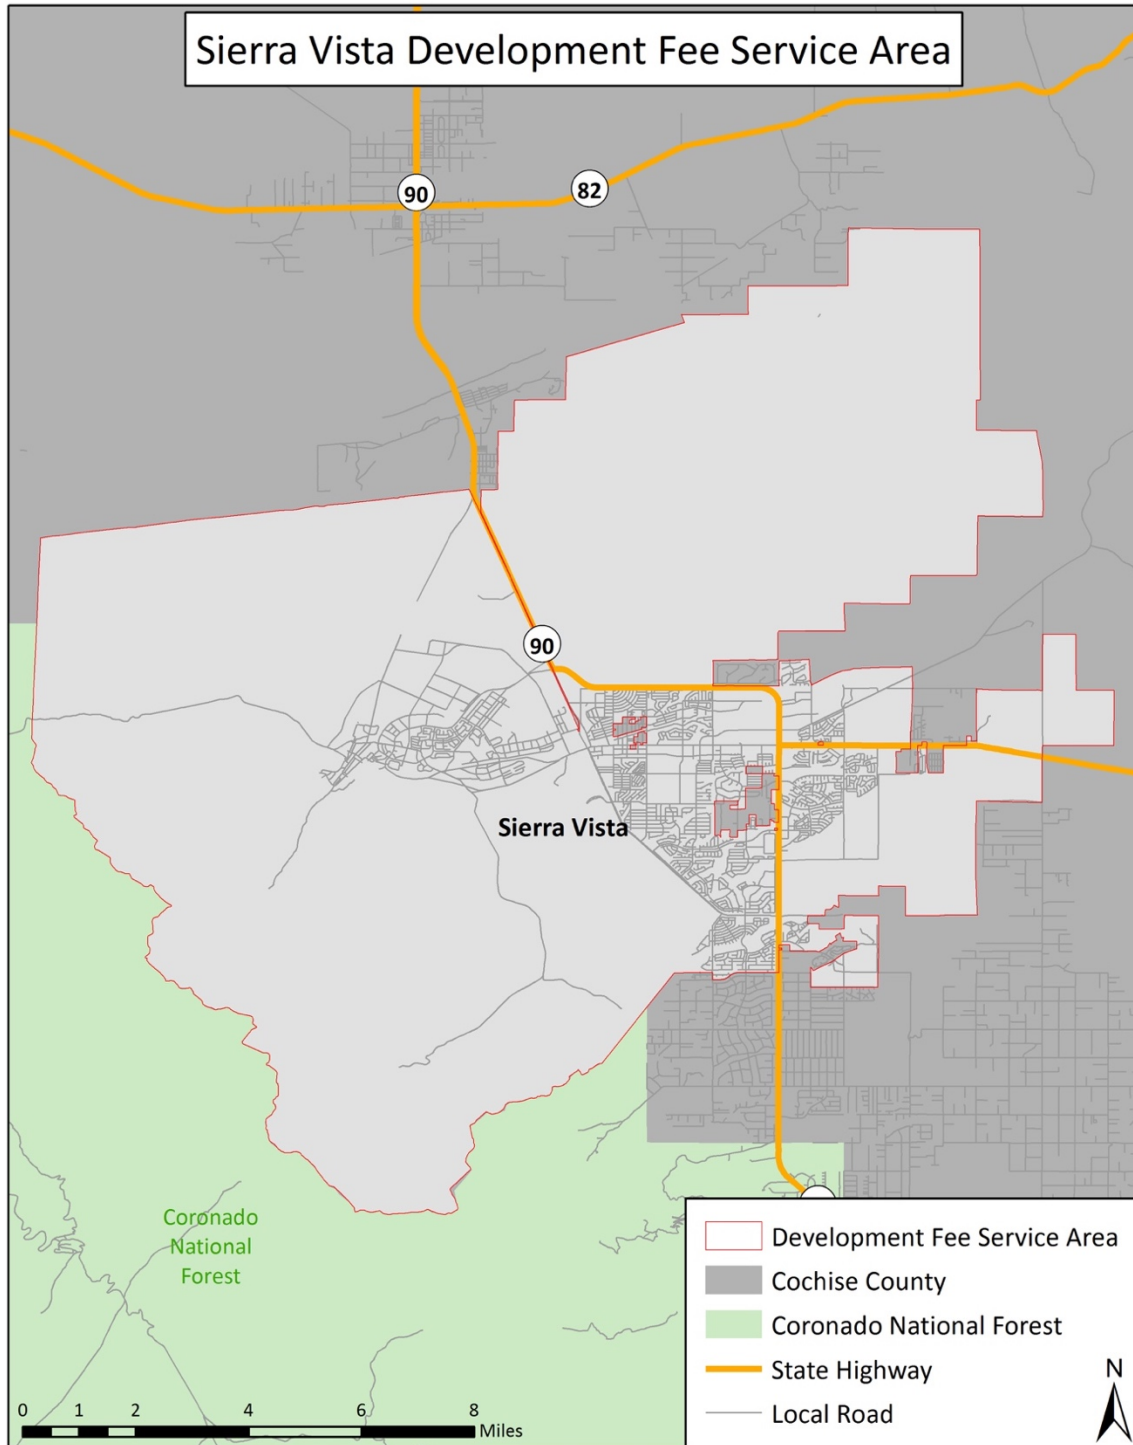 Sierra Vista Development Fee Service Area
90
82
90
Sierra Vista
Coronado
National
Forest
Development Fee Service Area
Cochise County
Coronado National Forest
State Highway
Local Road
N
0 1 2 4 6 8
Miles